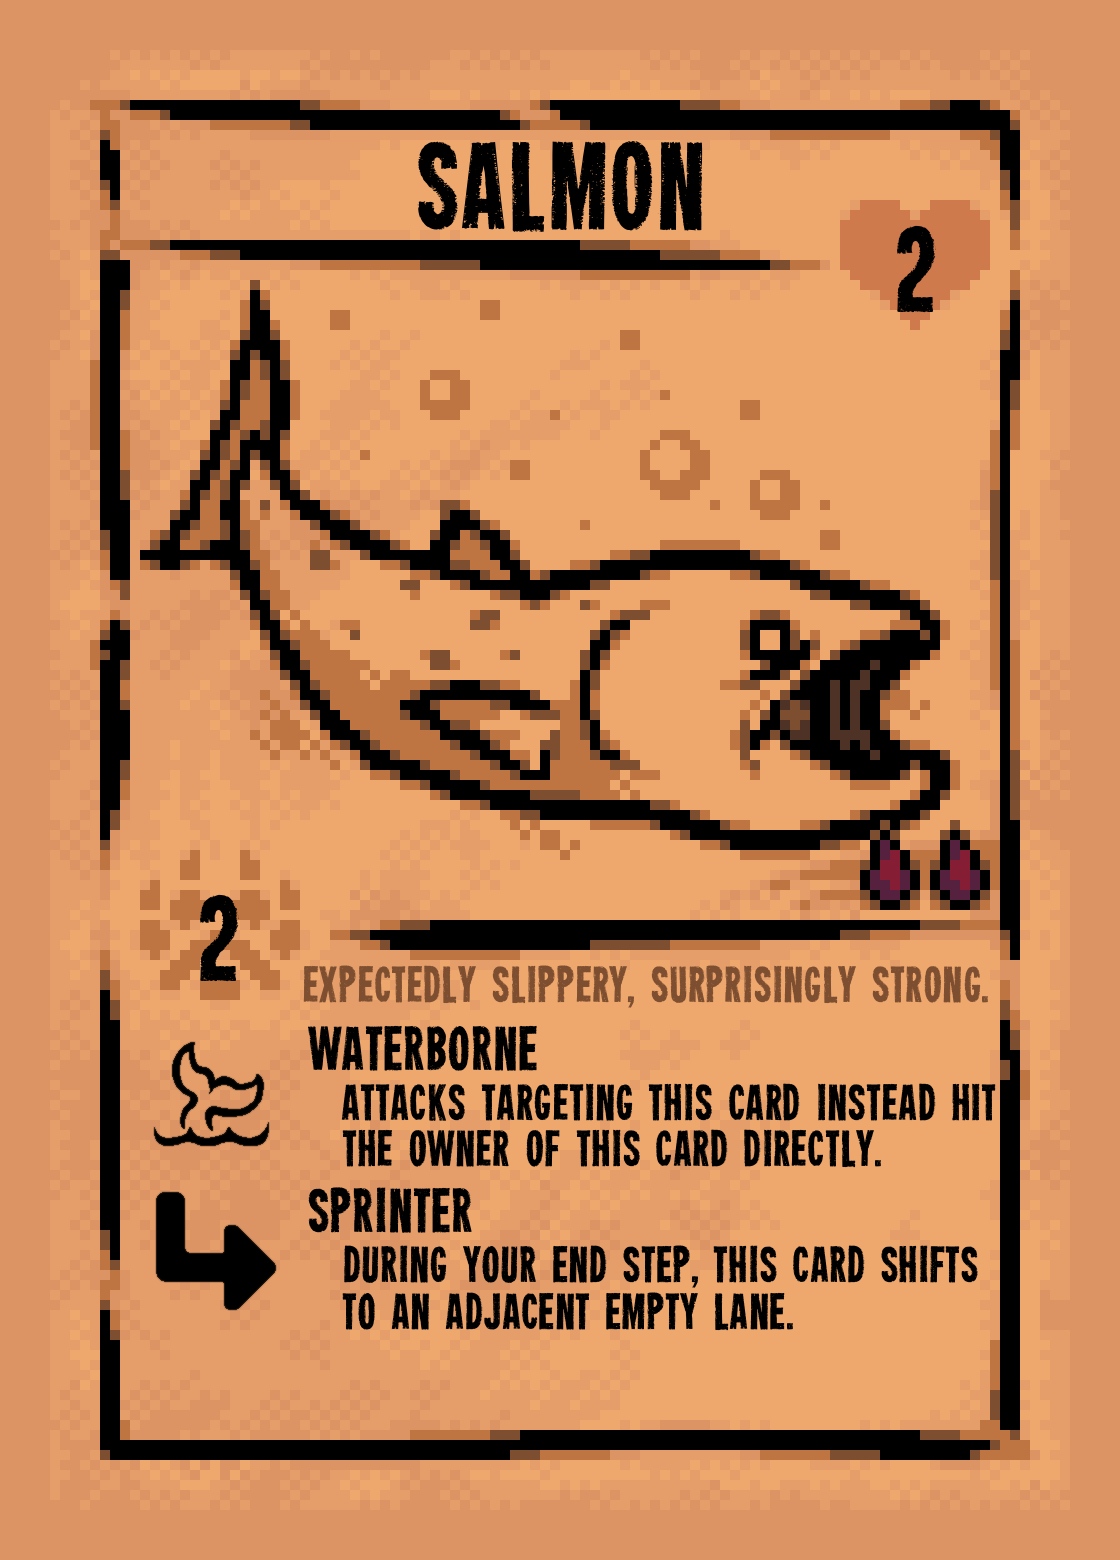 SALMON
2
2
EXPECTEDLY SLIPPERY, SURPRISINGLY STRONG.
WATERBORNE
ATTACKS TARGETING THIS CARD INSTEAD HIT
THE OWNER OF THIS CARD DIRECTLY.
SPRINTER
DURING YOUR END STEP, THIS CARD SHIFTS
TO AN ADJACENT EMPTY LANE.